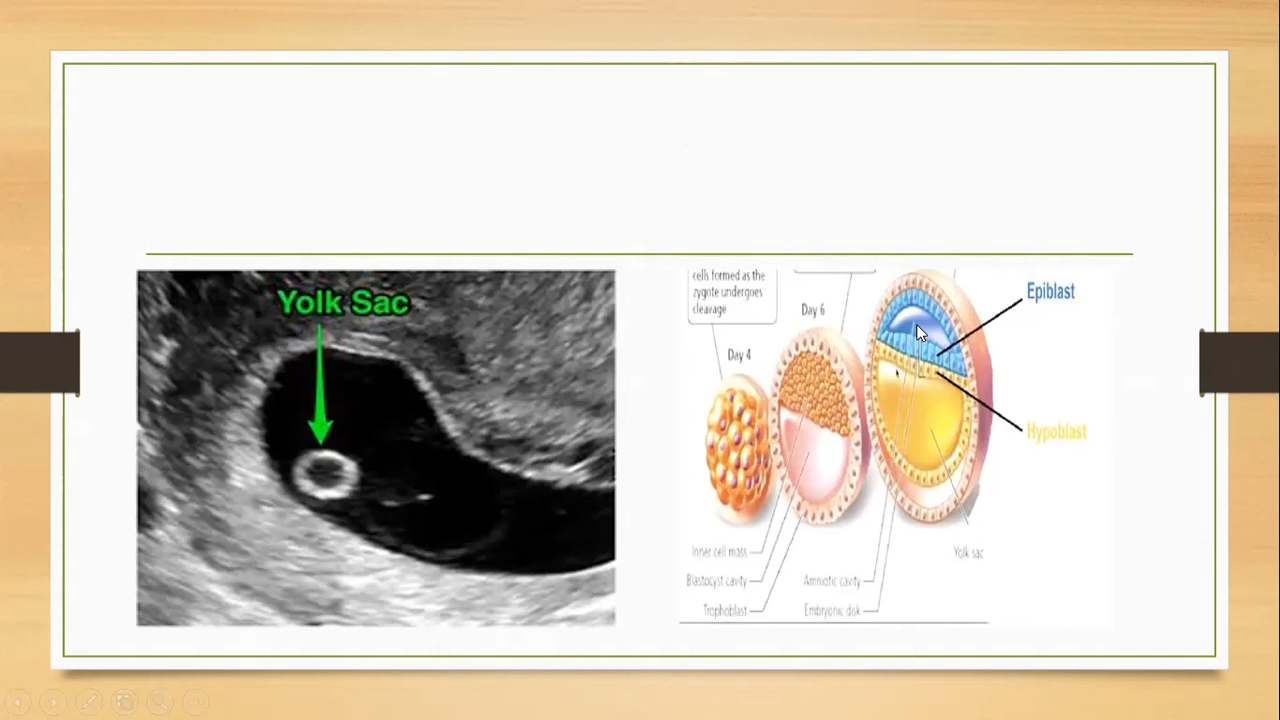 Yolk Sac
cells formed as the
zygote undergoes
cleavage
Day 4
Day 6
Epiblast
Hypoblast
Inner cell mass
Blastocyst cavity
Trophoblast
Amniotic cavity
Embryonic disk
Yolk sac